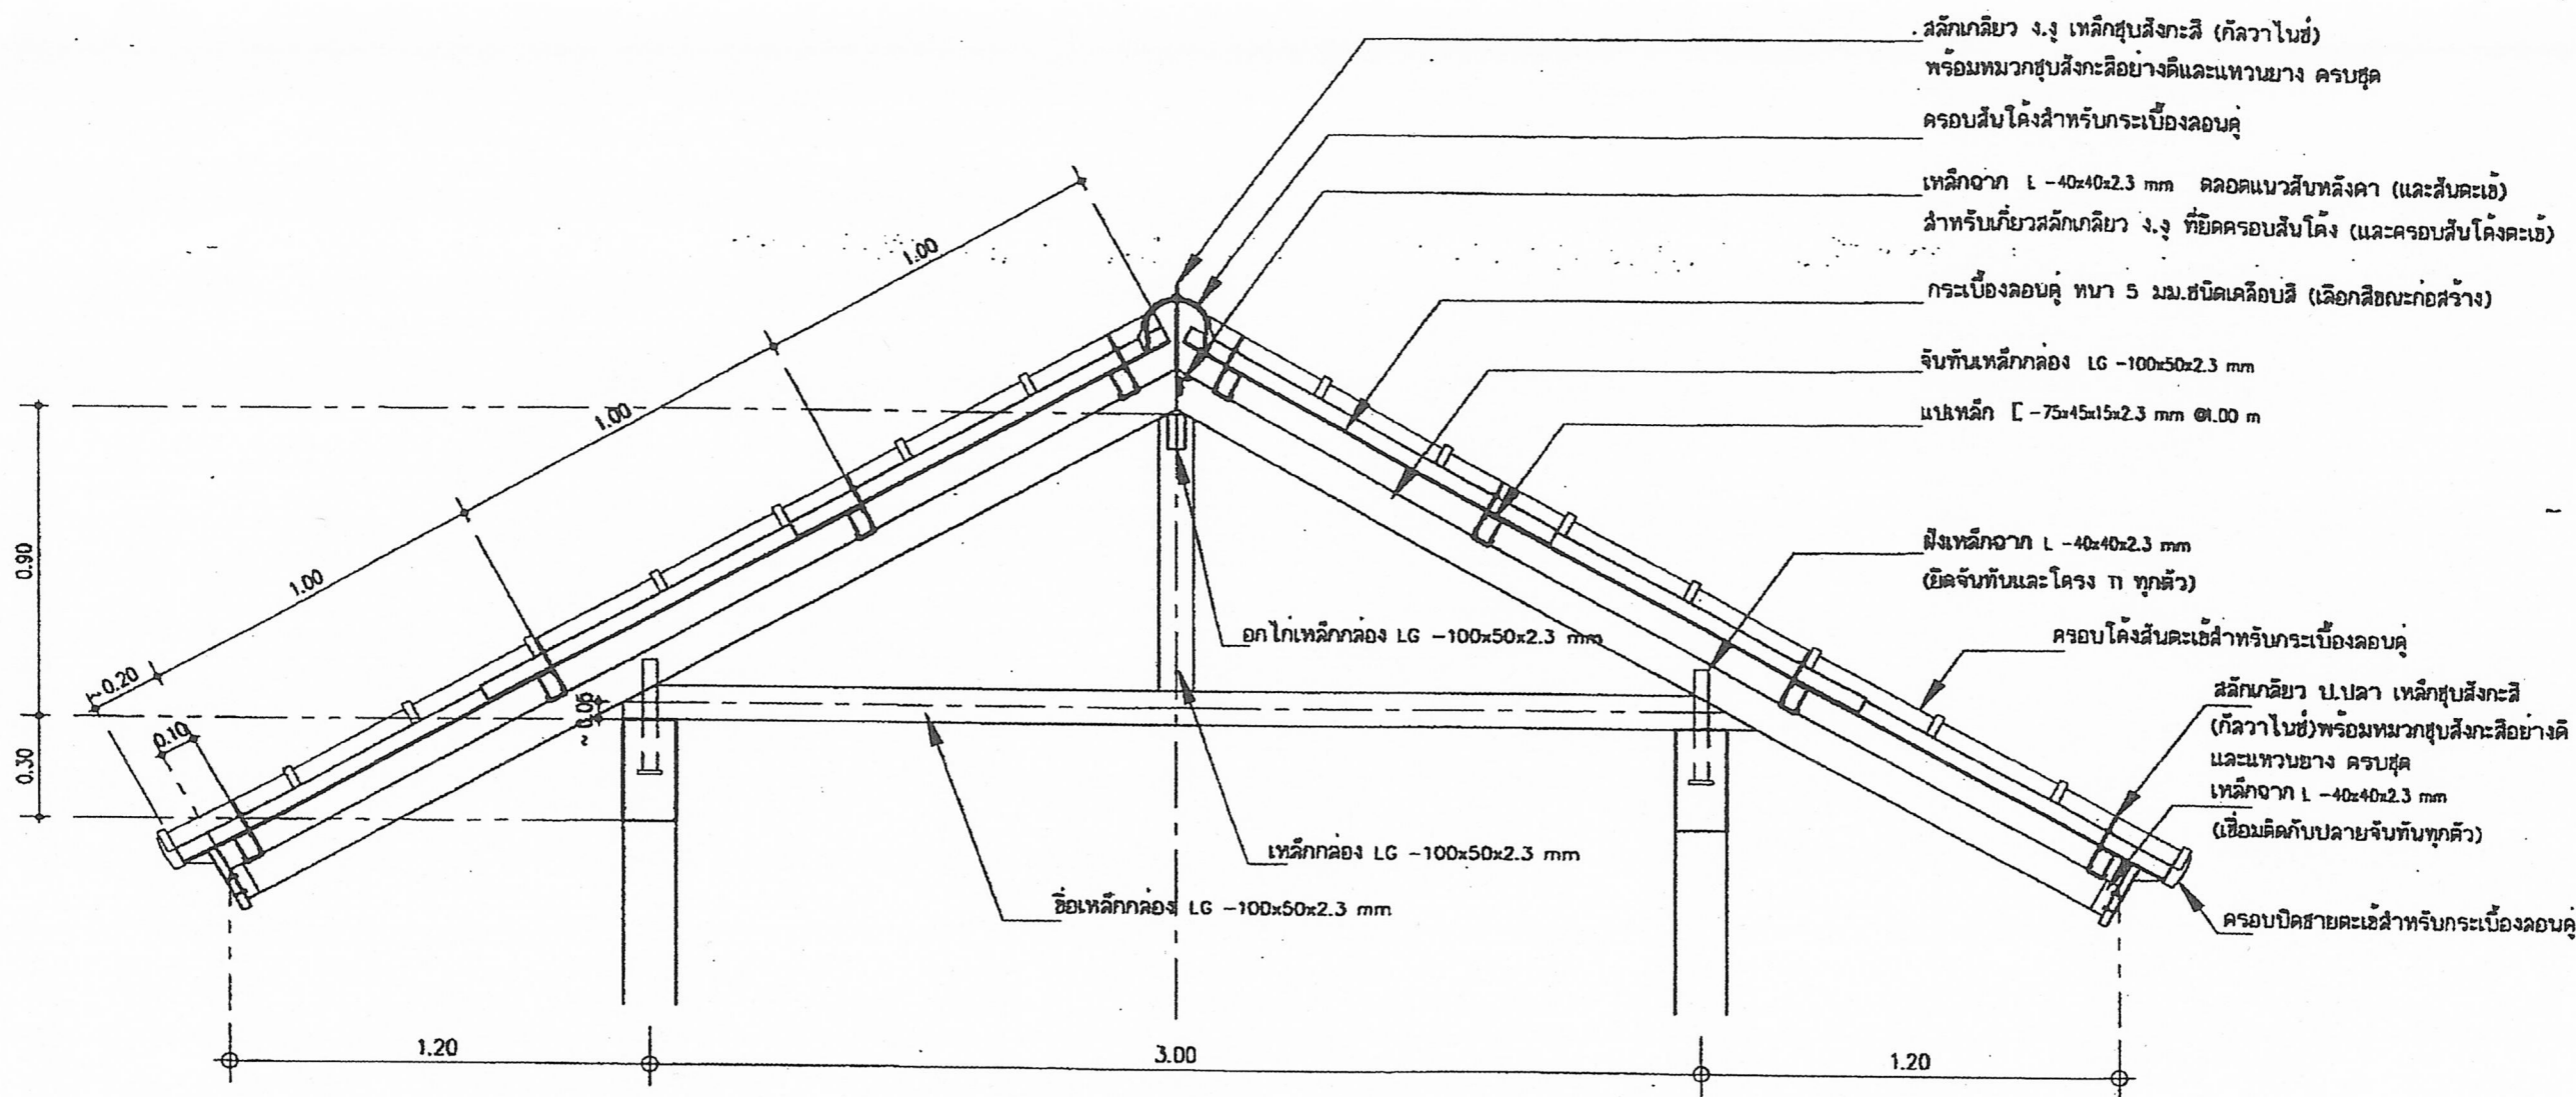 สลักเกลียว ง.งู เหล็กชุบสังกะสี (กัลวาไนซ์)
พร้อมหมวกชุบสังกะสีอย่างดีและแหวนยาง ครบชุด
ครอบสันโค้งสำหรับกระเบื้องลอนคู่
เหล็กฉาก L -40x40x2.3 mm ตลอดแนวสันหลังคา (และสันตะเข้)
สำหรับเกี่ยวสลักเกลียว ง.งู ที่ยึดครอบสันโค้ง (และครอบสันโค้งตะเข้)
กระเบื้องลอนคู่ หนา 5 มม.ชนิดเคลือบสี (เลือกสีขณะก่อสร้าง)
จันทันเหล็กกล่อง LG -100x50x2.3 mm
แปเหล็ก [ -75x45x15x2.3 mm @1.00 m
ฝังเหล็กฉาก L -40x40x2.3 mm
(ยึดจันทันและโครง ทุกตัว)
ครอบโค้งสันตะเข้สำหรับกระเบื้องลอนคู่
สลักเกลียว ป.ปลา เหล็กชุบสังกะสี
(กัลวาไนซ์)พร้อมหมวกชุบสังกะสีอย่างดี
และแหวนยาง ครบชุด
เหล็กฉาก L -40x40x2.3 mm
(เชื่อมติดกับปลายจันทันทุกตัว)
ครอบปิดชายตะเข้สำหรับกระเบื้องลอนคู่
อกไก่เหล็กกล่อง LG -100x50x2.3 mm
เหล็กกล่อง LG -100x50x2.3 mm
ขื่อเหล็กกล่อง LG -100x50x2.3 mm
1.00
1.00
1.00
~0.20
0.10
0.90
0.30
~ 0.05
1.20
3.00
1.20